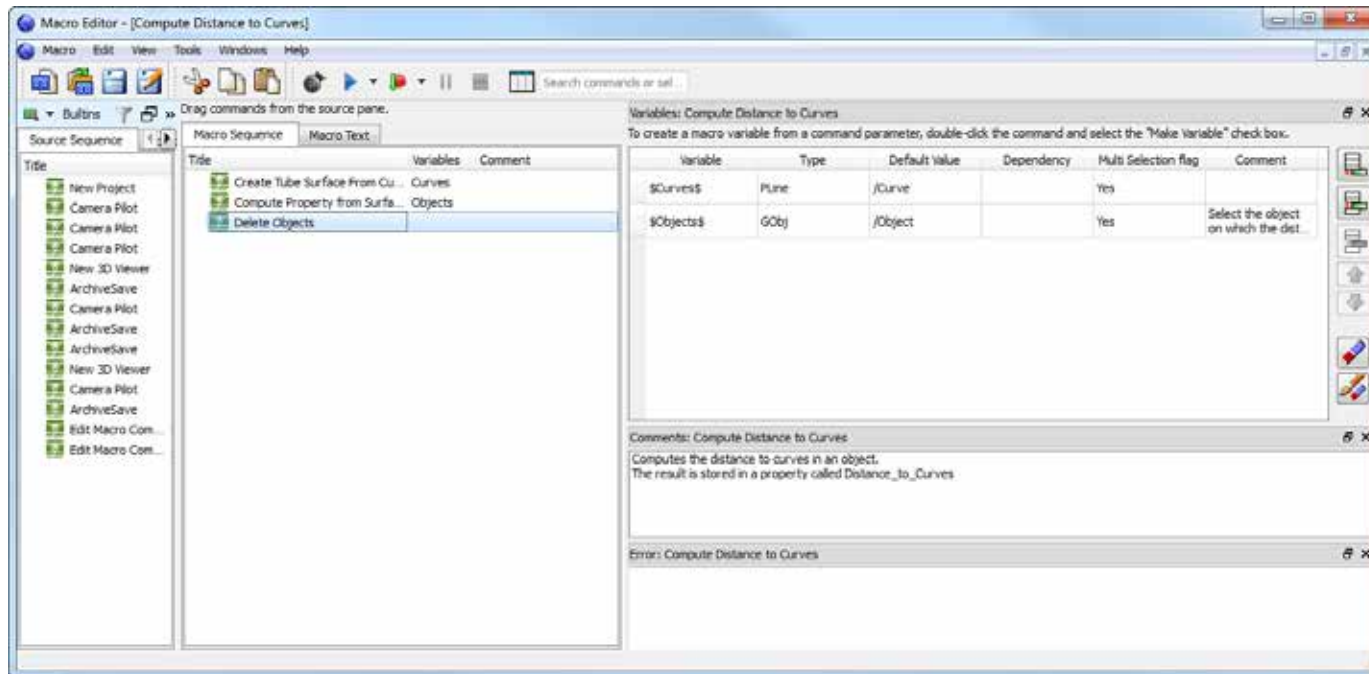 Macro Editor - [Compute Distance to Curves]
Macro Edit View Tools Windows Help
Search commands or sel...
Builtins
Drag commands from the source pane.
Source Sequence
Title
New Project
Camera Pilot
Camera Pilot
Camera Pilot
New 3D Viewer
ArchiveSave
Camera Pilot
ArchiveSave
ArchiveSave
New 3D Viewer
Camera Pilot
ArchiveSave
Edit Macro Com...
Edit Macro Com...
Macro Sequence Macro Text
Title Variables Comment
Create Tube Surface From Cu... Curves
Compute Property from Surfa... Objects
Delete Objects
Variables: Compute Distance to Curves
To create a macro variable from a command parameter, double-click the command and select the "Make Variable" check box.
Variable Type Default Value Dependency Multi Selection flag Comment
$Curves$ PLine /Curve Yes
$Objects$ GObj /Object Yes Select the object
on which the dist...
Comments: Compute Distance to Curves
Computes the distance to curves in an object.
The result is stored in a property called Distance_to_Curves
Error: Compute Distance to Curves